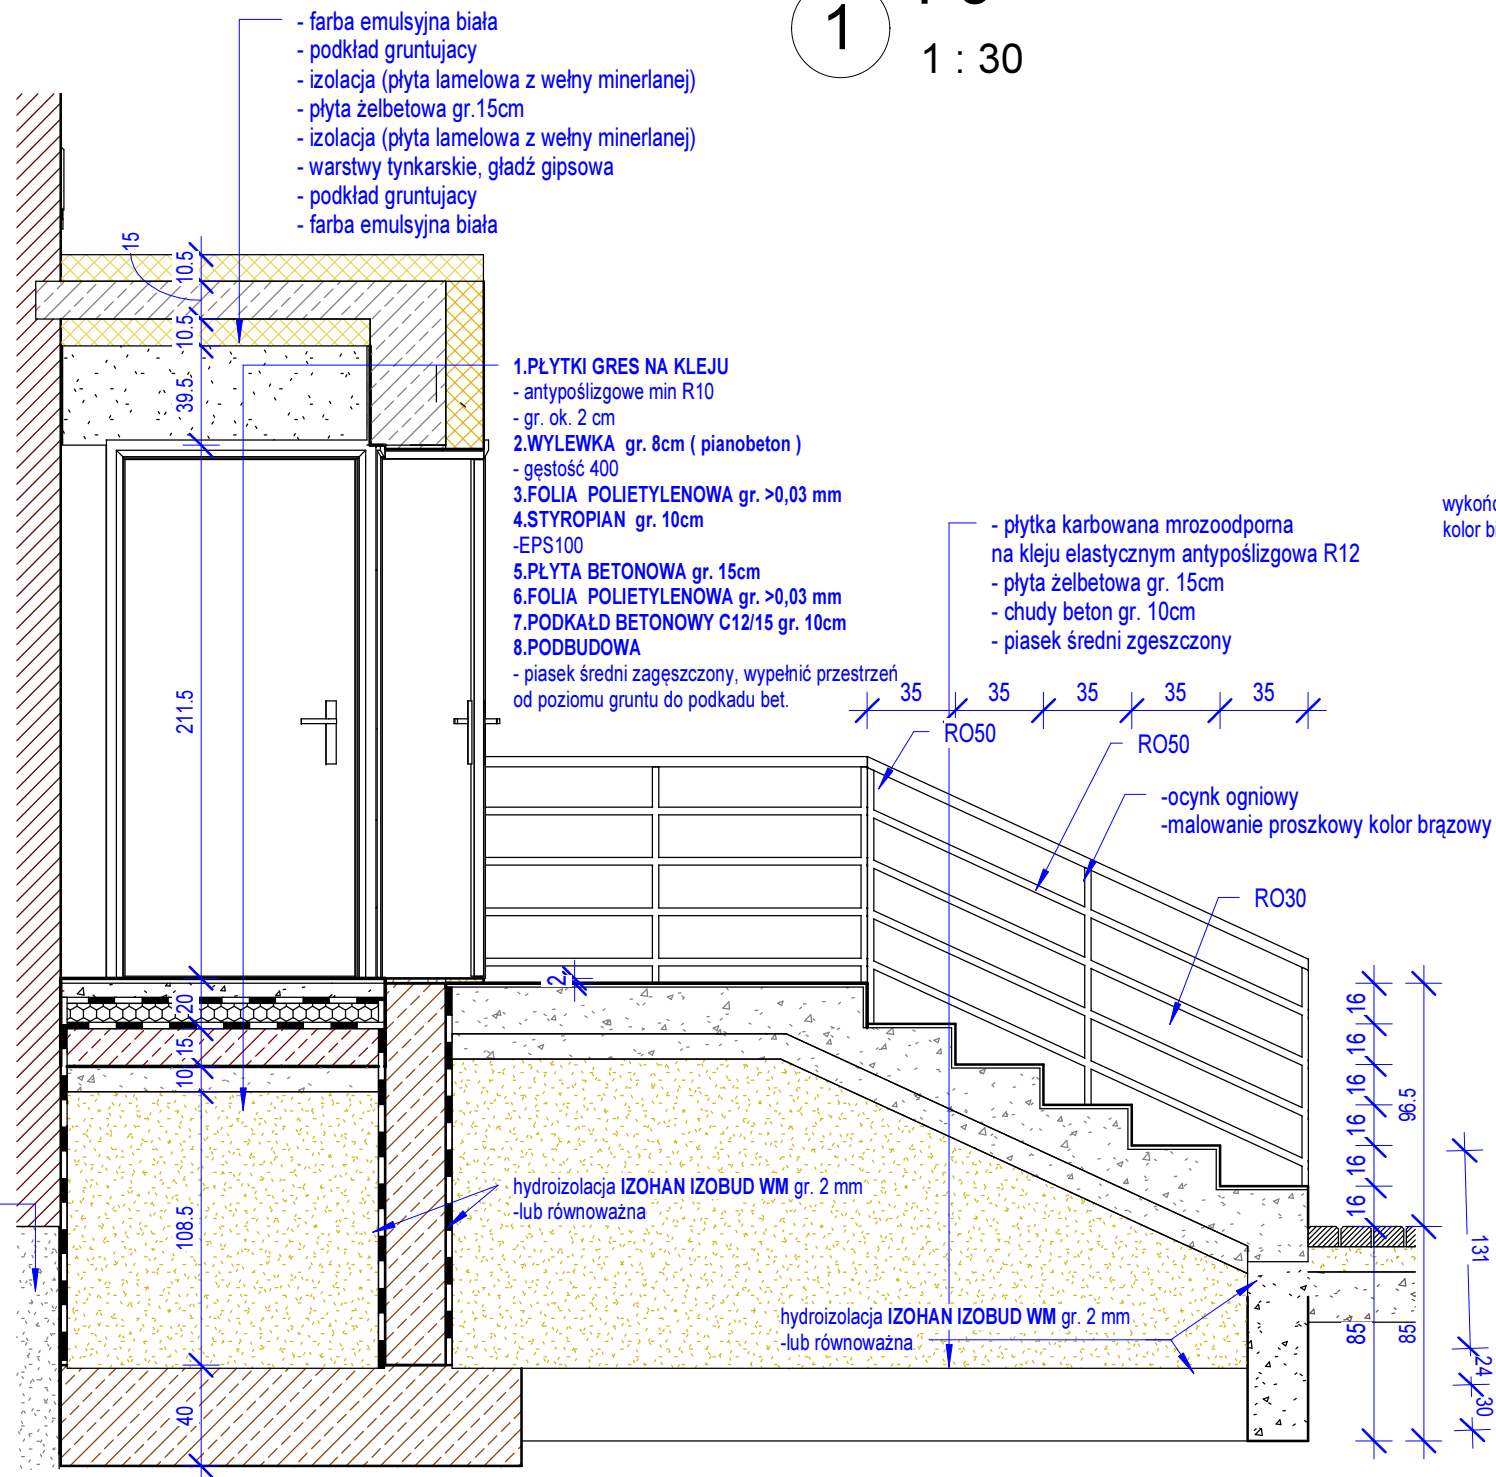 - farba emulsyjna biała
- podkład gruntujacy
- izolacja (płyta lamelowa z wełny minerlanej)
- płyta żelbetowa gr.15cm
- izolacja (płyta lamelowa z wełny minerlanej)
- warstwy tynkarskie, gładź gipsowa
- podkład gruntujacy
- farba emulsyjna biała
1
1 : 30
15
10.5
10.5
39.5
211.5
20
15
10
108.5
40
1.PŁYTKI GRES NA KLEJU
- antypoślizgowe min R10
- gr. ok. 2 cm
2.WYLEWKA gr. 8cm ( pianobeton )
- gęstość 400
3.FOLIA POLIETYLENOWA gr. >0,03 mm
4.STYROPIAN gr. 10cm
-EPS100
5.PŁYTA BETONOWA gr. 15cm
6.FOLIA POLIETYLENOWA gr. >0,03 mm
7.PODKAŁD BETONOWY C12/15 gr. 10cm
8.PODBUDOWA
- piasek średni zagęszczony, wypełnić przestrzeń
od poziomu gruntu do podkadu bet.
- płytka karbowana mrozoodporna
na kleju elastycznym antypoślizgowa R12
- płyta żelbetowa gr. 15cm
- chudy beton gr. 10cm
- piasek średni zgeszczony
kolor
35 35 35 35 35
RO50
RO50
-ocynk ogniowy
-malowanie proszkowy kolor brązowy
RO30
2
16
16
16
16
16
16
96.5
131
85
85
24
30
hydroizolacja IZOHAN IZOBUD WM gr. 2 mm
-lub równoważna
hydroizolacja IZOHAN IZOBUD WM gr. 2 mm
-lub równoważna